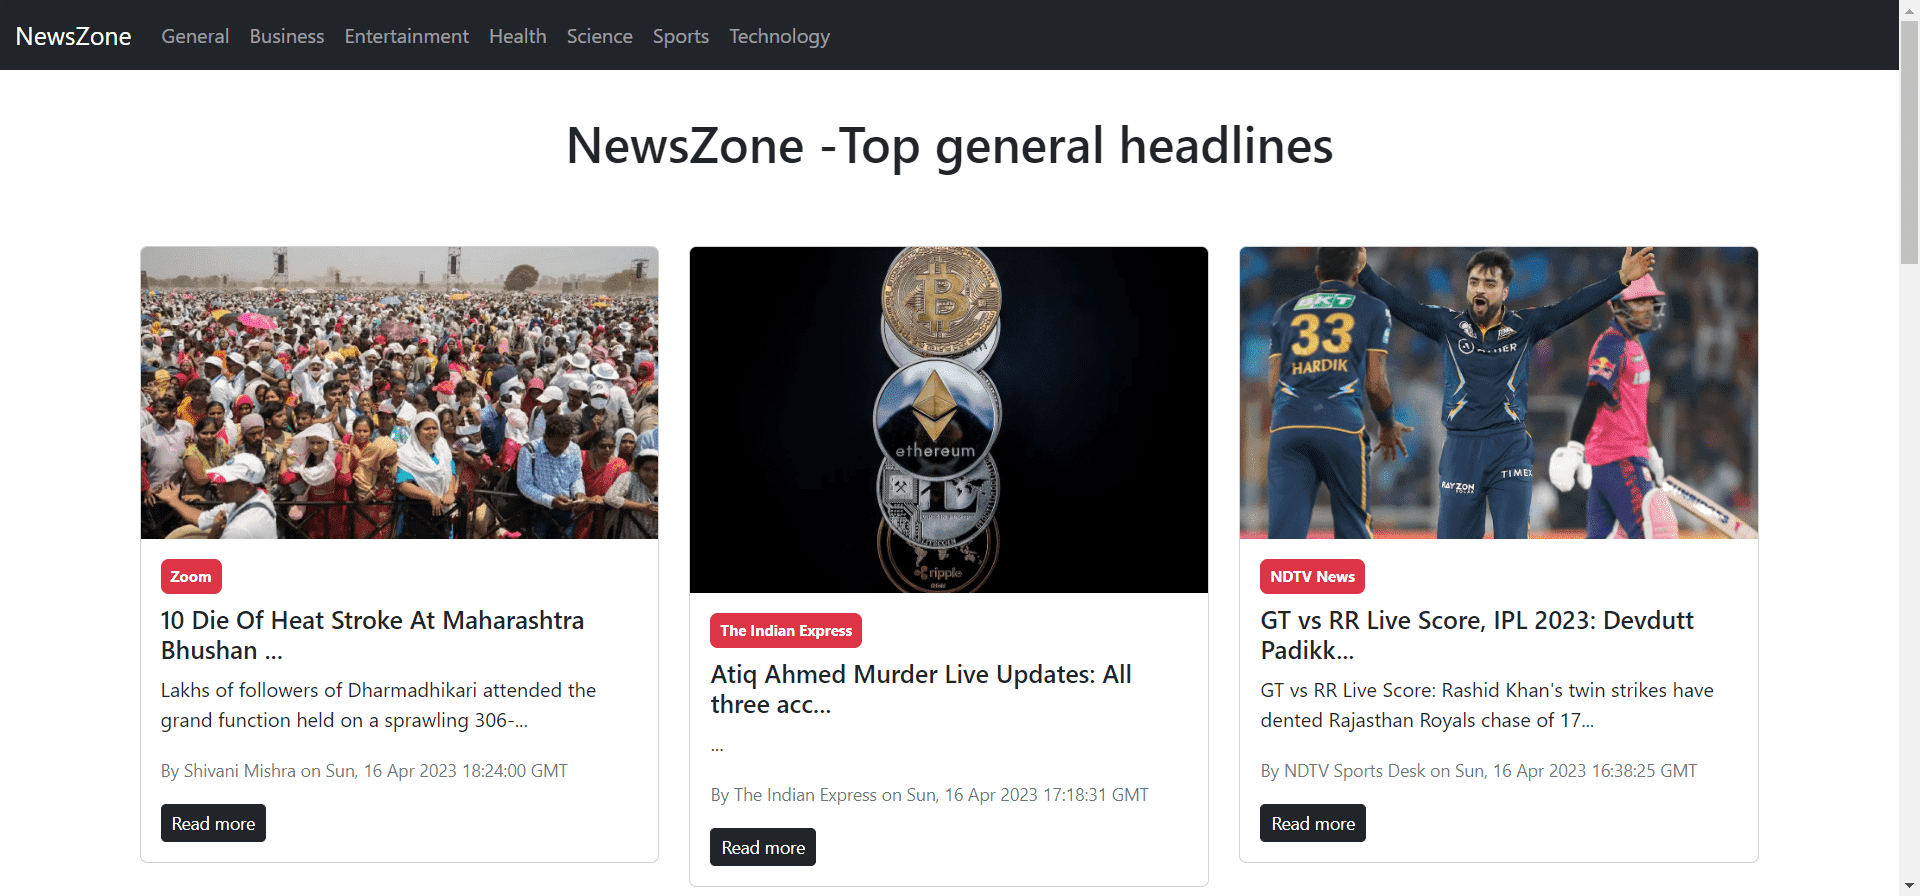 NewsZone General Business Entertainment Health Science Sports Technology
NewsZone -Top general headlines
Zoom
10 Die Of Heat Stroke At Maharashtra
Bhushan ...
Lakhs of followers of Dharmadhikari attended the
grand function held on a sprawling 306-...
By Shivani Mishra on Sun, 16 Apr 2023 18:24:00 GMT
Read more
ethereum
ripple
The Indian Express
Atiq Ahmed Murder Live Updates: All
three acc...
...
By The Indian Express on Sun, 16 Apr 2023 17:18:31 GMT
Read more
BKT
33
HARDIK
TIMEX
RAYZON
SOLAR
NDTV News
GT vs RR Live Score, IPL 2023: Devdutt
Padikk...
GT vs RR Live Score: Rashid Khan's twin strikes have
dented Rajasthan Royals chase of 17...
By NDTV Sports Desk on Sun, 16 Apr 2023 16:38:25 GMT
Read more